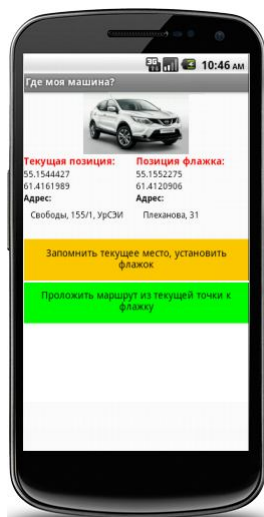 3G 10:46 AM
Где моя машина?
Текущая позиция: Позиция флажка:
55.1544427 55.1552275
61.4161989 61.4120906
Адрес: Адрес:
Свободы, 155/1, УрСЭИ Плеханова, 31
Запомнить текущее место, установить
флажок
Проложить маршрут из текущей точки к
флажку